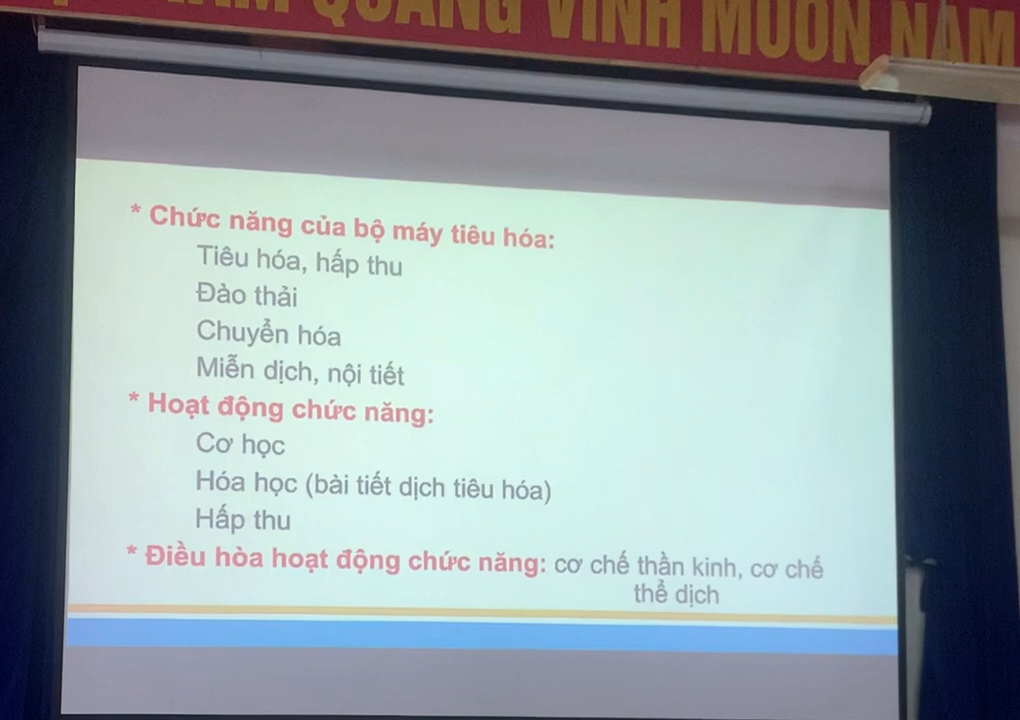 QUANG VINH MUÔN NĂM
* Chức năng của bộ máy tiêu hóa:
Tiêu hóa, hấp thu
Đào thải
Chuyển hóa
Miễn dịch, nội tiết
* Hoạt động chức năng:
Cơ học
Hóa học (bài tiết dịch tiêu hóa)
Hấp thu
* Điều hòa hoạt động chức năng: cơ chế thần kinh, cơ chế
thể dịch